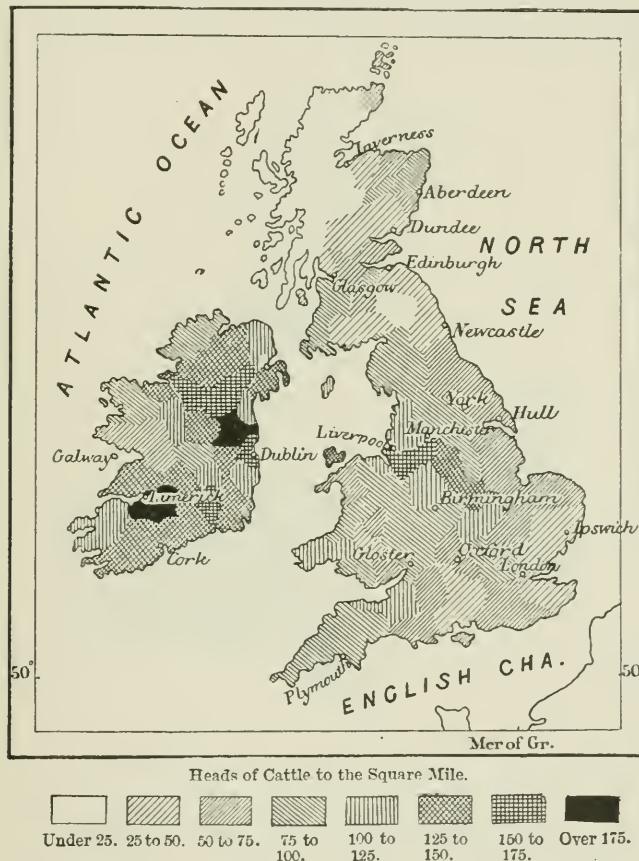 ATLANTIC OCEAN
Inverness
Aberdeen
Dundee
NORTH
Edinburgh
Glasgow
SEA
Newcastle
York
Hull
Manchister
Liverpoo
Galway
Dublin
Limerick
Birmingham
Ipswich
Cork
Gloster
Oxford
London
50°
50
Plymouth
ENGLISH CHA.
Mer of Gr.
Heads of Cattle to the Square Mile.
Under 25. 25 to 50. 50 to 75. 75 to 100. 100 to 125. 125 to 150. 150 to 175. Over 175.